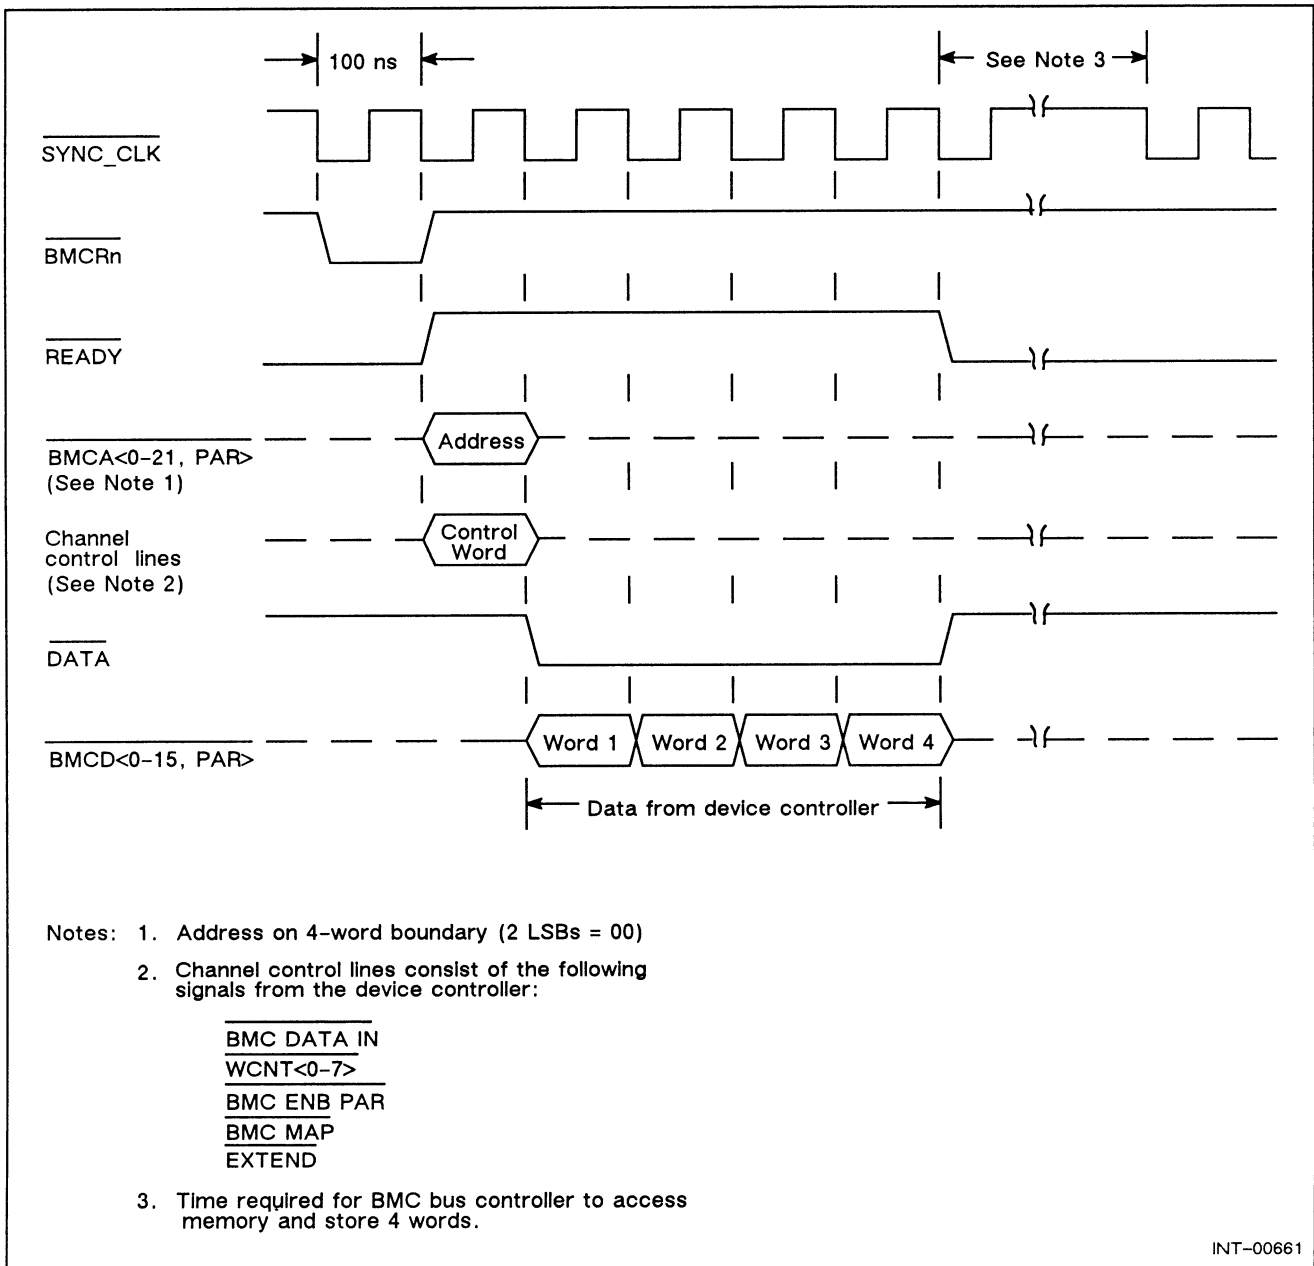 100 ns
See Note 3
SYNC_CLK
BMCRn
READY
BMCA<0-21, PAR>
(See Note 1)
Address
Channel
control lines
(See Note 2)
Control
Word
DATA
BMCD<0-15, PAR>
Word 1 Word 2 Word 3 Word 4
Data from device controller
Notes: 1. Address on 4-word boundary (2 LSBs = 00)
2. Channel control lines consist of the following
signals from the device controller:
BMC DATA IN
WCNT<0-7>
BMC ENB PAR
BMC MAP
EXTEND
3. Time required for BMC bus controller to access
memory and store 4 words.
INT-00661